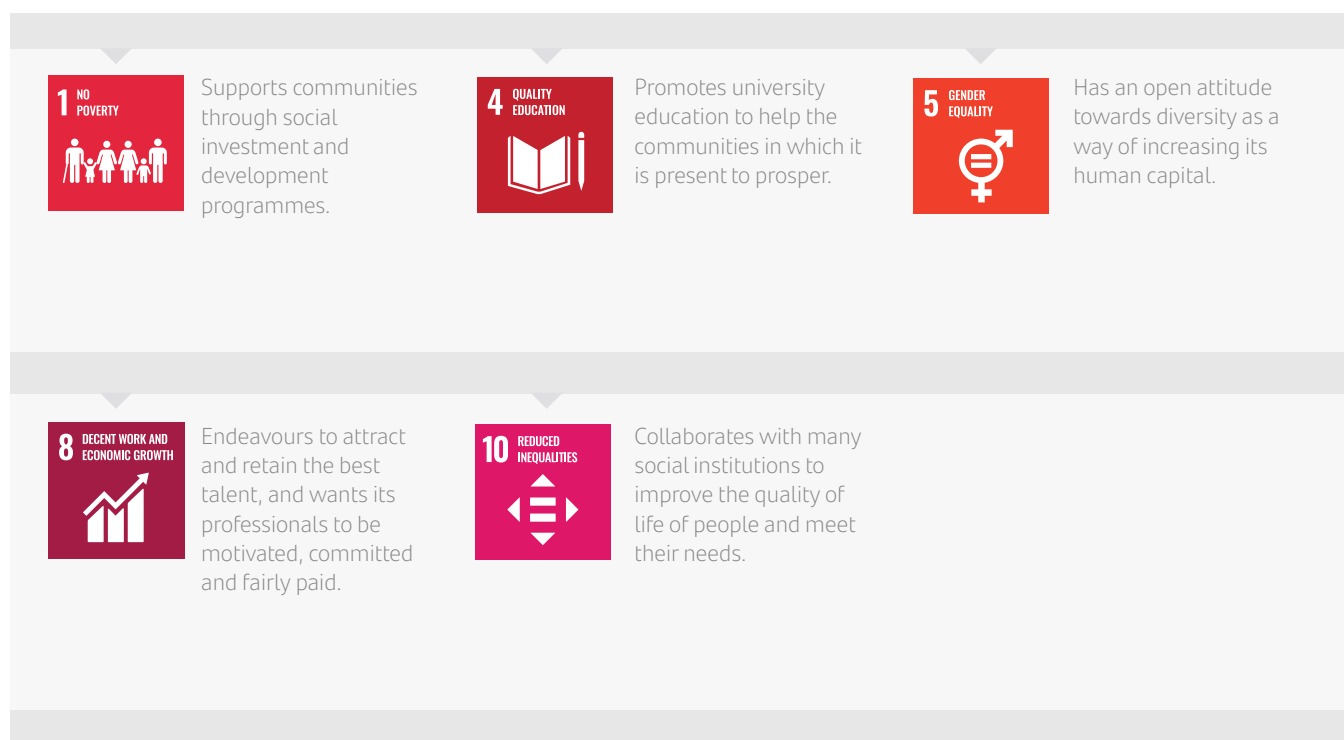 1 NO
POVERTY
Supports communities
through social
investment and
development
programmes.
4 QUALITY
EDUCATION
Promotes university
education to help the
communities in which it
is present to prosper.
5 GENDER
EQUALITY
Has an open attitude
towards diversity as a
way of increasing its
human capital.
8 DECENT WORK AND
ECONOMIC GROWTH
Endeavours to attract
and retain the best
talent, and wants its
professionals to be
motivated, committed
and fairly paid.
10 REDUCED
INEQUALITIES
Collaborates with many
social institutions to
improve the quality of
life of people and meet
their needs.